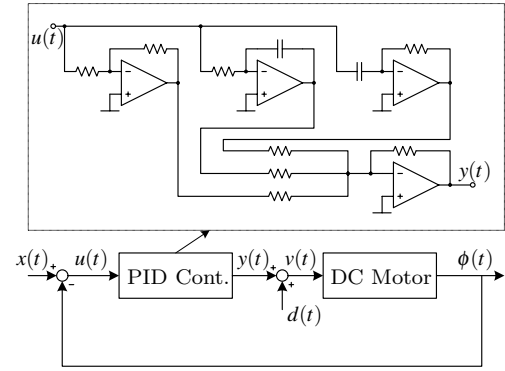 u(t)
−
+
−
+
−
+
−
+
y(t)
x(t) + − u(t) PID Cont. y(t) + + v(t) DC Motor ϕ(t)
d(t)